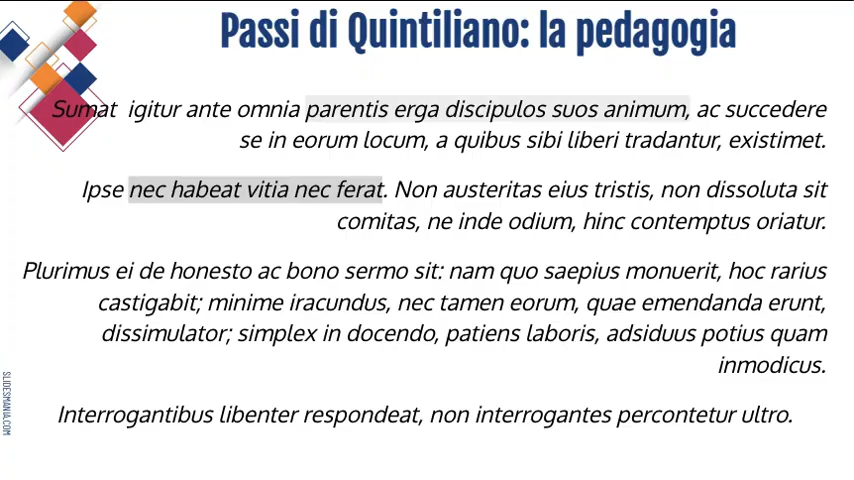 Passi di Quintiliano: la pedagogia
Sumat igitur ante omnia parentis erga discipulos suos animum, ac succedere
se in eorum locum, a quibus sibi liberi tradantur, existimet.
Ipse nec habeat vitia nec ferat. Non austeritas eius tristis, non dissoluta sit
comitas, ne inde odium, hinc contemptus oriatur.
Plurimus ei de honesto ac bono sermo sit: nam quo saepius monuerit, hoc rarius
castigabit; minime iracundus, nec tamen eorum, quae emendanda erunt,
dissimulator; simplex in docendo, patiens laboris, adsiduus potius quam
inmodicus.
Interrogantibus libenter respondeat, non interrogantes percontetur ultro.
SLIDESMANIA.COM